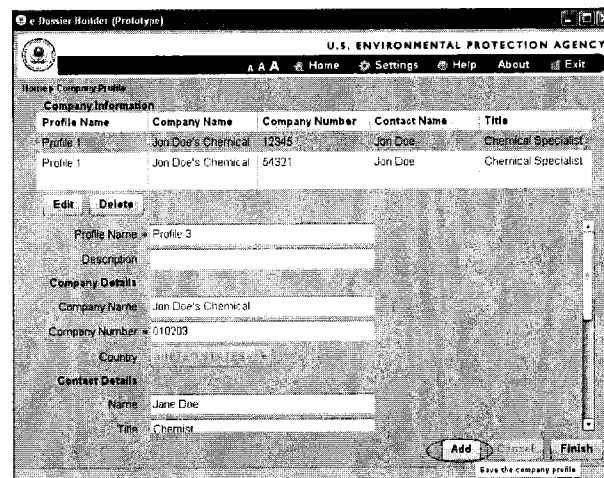 e-Dossier Builder (Prototype)
U.S. ENVIRONMENTAL PROTECTION AGENCY
A A A Home Settings Help About Exit
Home▸ Company Profile
Company Information
Profile Name Company Name Company Number Contact Name Title
Profile 1 Jon Doe's Chemical 12345 Jon Doe Chemical Specialist
Profile 1 Jon Doe's Chemical 54321 Jon Doe Chemical Specialist
Edit Delete
Profile Name * Profile 3
Description
Company Details
Company Name Jon Doe's Chemical
Company Number * 010203
Country
Contact Details
Name Jane Doe
Title Chemist
Add Cancel Finish
Save the company profile